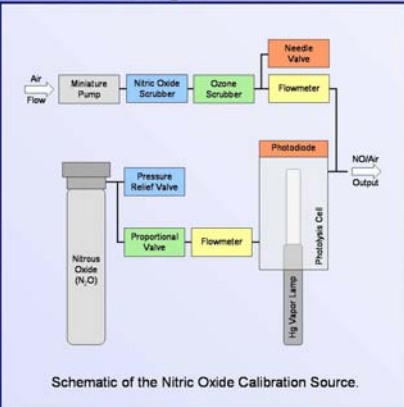 Needle
Valve
Air
Flow
Miniature
Pump
Nitric Oxide
Scrubber
Ozone
Scrubber
Flowmeter
Photodiode
NO/Air
Output
Pressure
Relief Valve
Proportional
Valve
Flowmeter
Nitrous
Oxide
(N₂O)
Photolysis Cell
Hg Vapor Lamp
Schematic of the Nitric Oxide Calibration Source.